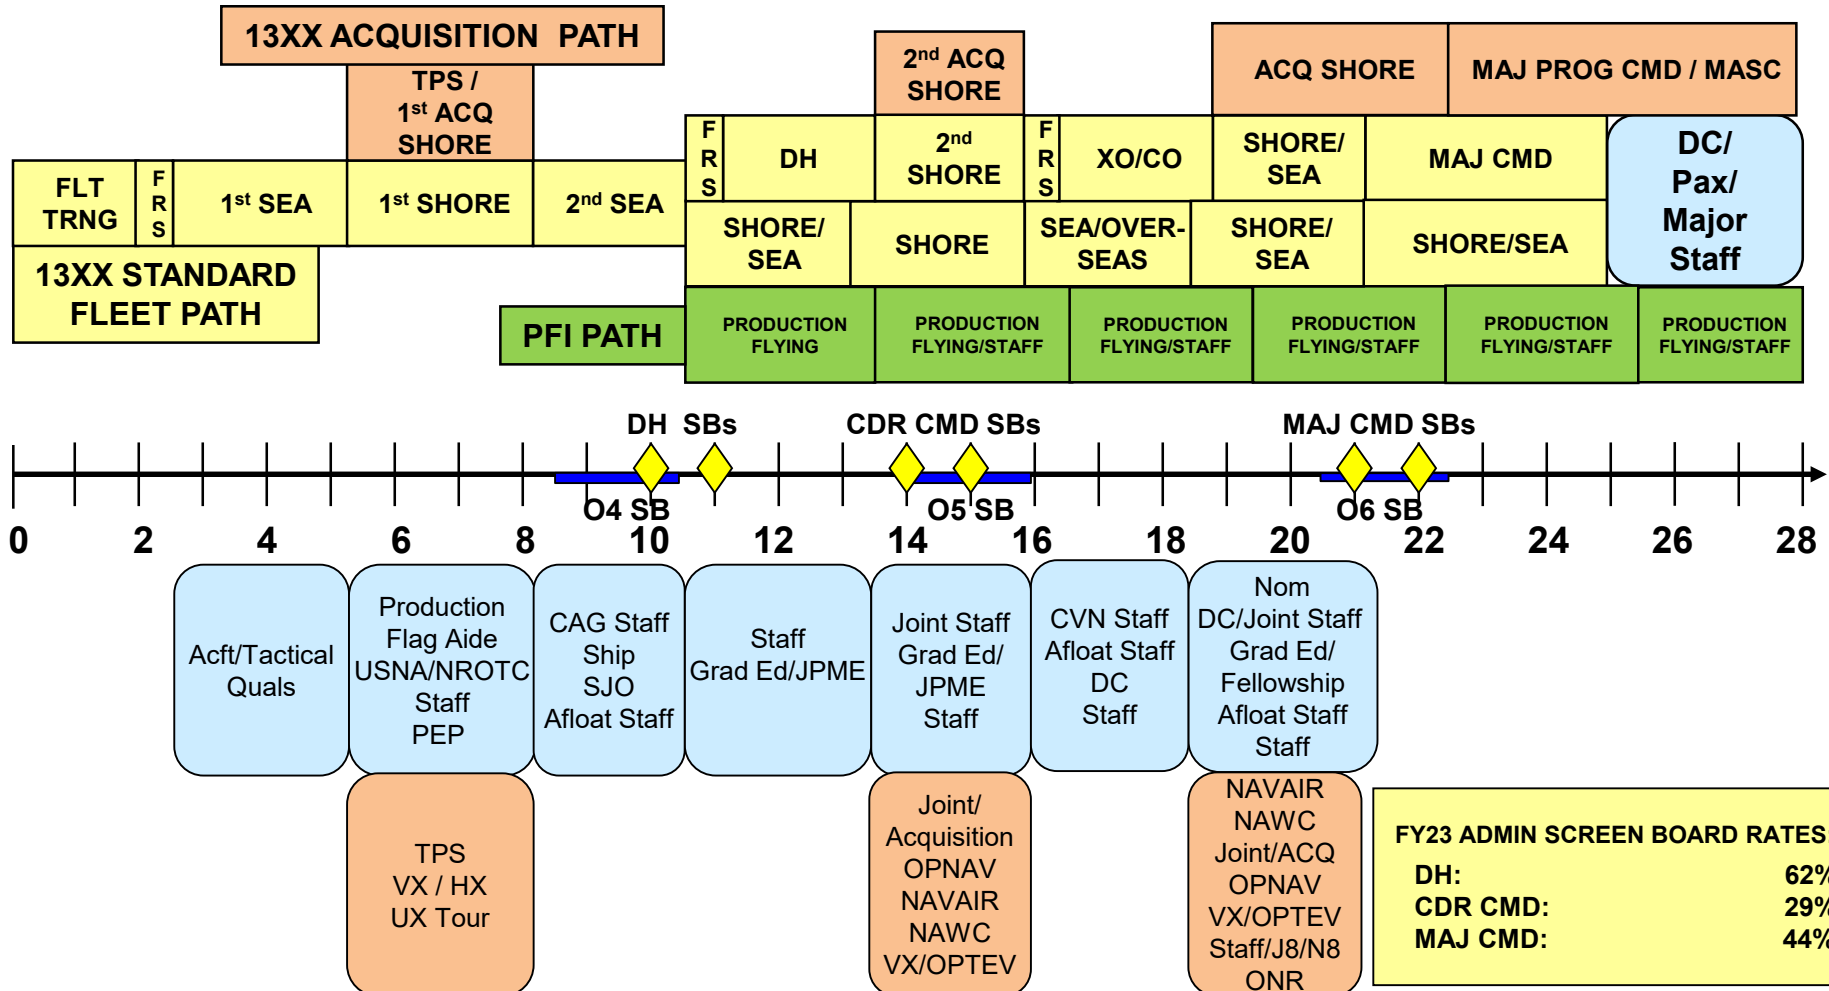 13XX ACQUISITION PATH
TPS /
1st ACQ
SHORE
2nd ACQ
SHORE
ACQ SHORE
MAJ PROG CMD / MASC
FLT
TRNG
F
R
S
1st SEA
1st SHORE
2nd SEA
F
R
S
DH
2nd
SHORE
F
R
S
XO/CO
SHORE/
SEA
MAJ CMD
DC/
Pax/
Major
Staff
13XX STANDARD
FLEET PATH
SHORE/
SEA
SHORE
SEA/OVER-
SEAS
SHORE/
SEA
SHORE/SEA
PFI PATH
PRODUCTION
FLYING
PRODUCTION
FLYING/STAFF
PRODUCTION
FLYING/STAFF
PRODUCTION
FLYING/STAFF
PRODUCTION
FLYING/STAFF
PRODUCTION
FLYING/STAFF
DH SBs
CDR CMD SBs
MAJ CMD SBs
O4 SB
O5 SB
O6 SB
0 2 4 6 8 10 12 14 16 18 20 22 24 26 28
Acft/Tactical
Quals
Production
Flag Aide
USNA/NROTC
Staff
PEP
CAG Staff
Ship
SJO
Afloat Staff
Staff
Grad Ed/JPME
Joint Staff
Grad Ed/
JPME
Staff
CVN Staff
Afloat Staff
DC
Staff
Nom
DC/Joint Staff
Grad Ed/
Fellowship
Afloat Staff
Staff
TPS
VX / HX
UX Tour
Joint/
Acquisition
OPNAV
NAVAIR
NAWC
VX/OPTEV
NAVAIR
NAWC
Joint/ACQ
OPNAV
VX/OPTEV
Staff/J8/N8
ONR
FY23 ADMIN SCREEN BOARD RATES:
DH: 62%
CDR CMD: 29%
MAJ CMD: 44%